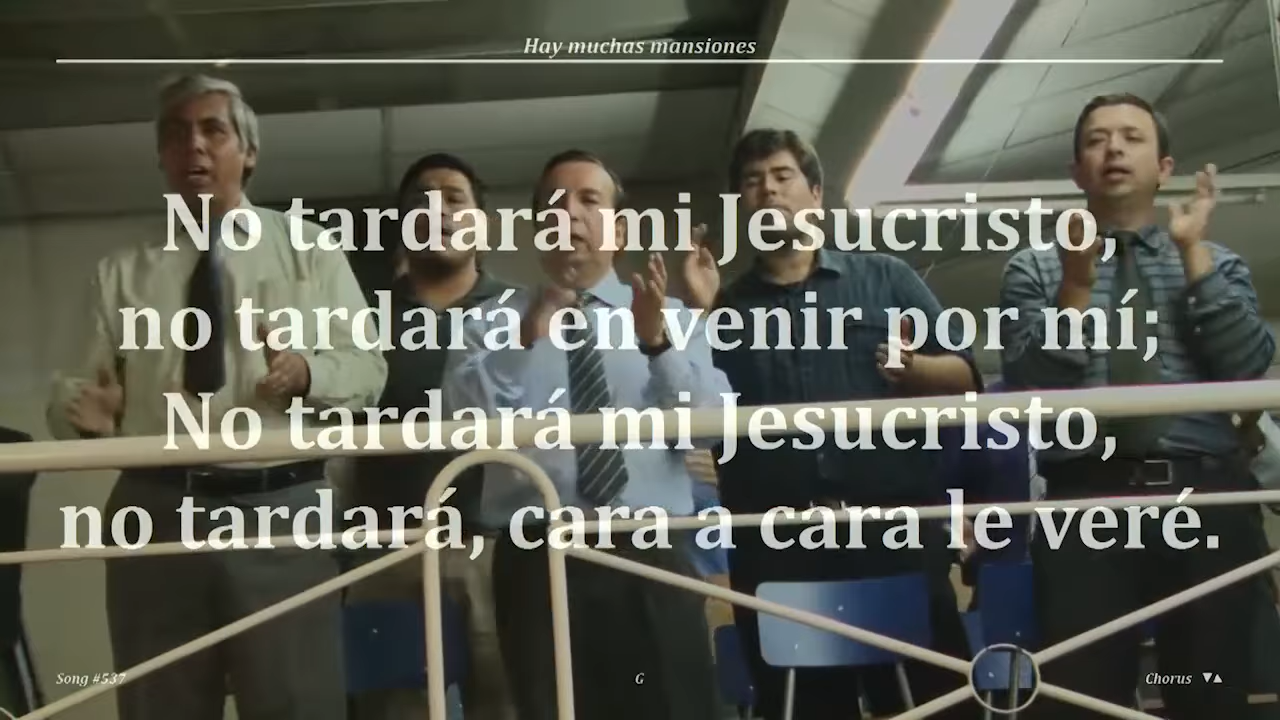 Hay muchas mansiones
No tardará mi Jesucristo,
no tardará en venir por mí;
No tardará mi Jesucristo,
no tardará, cara a cara le veré.
Song #537
G
Chorus ▼▲